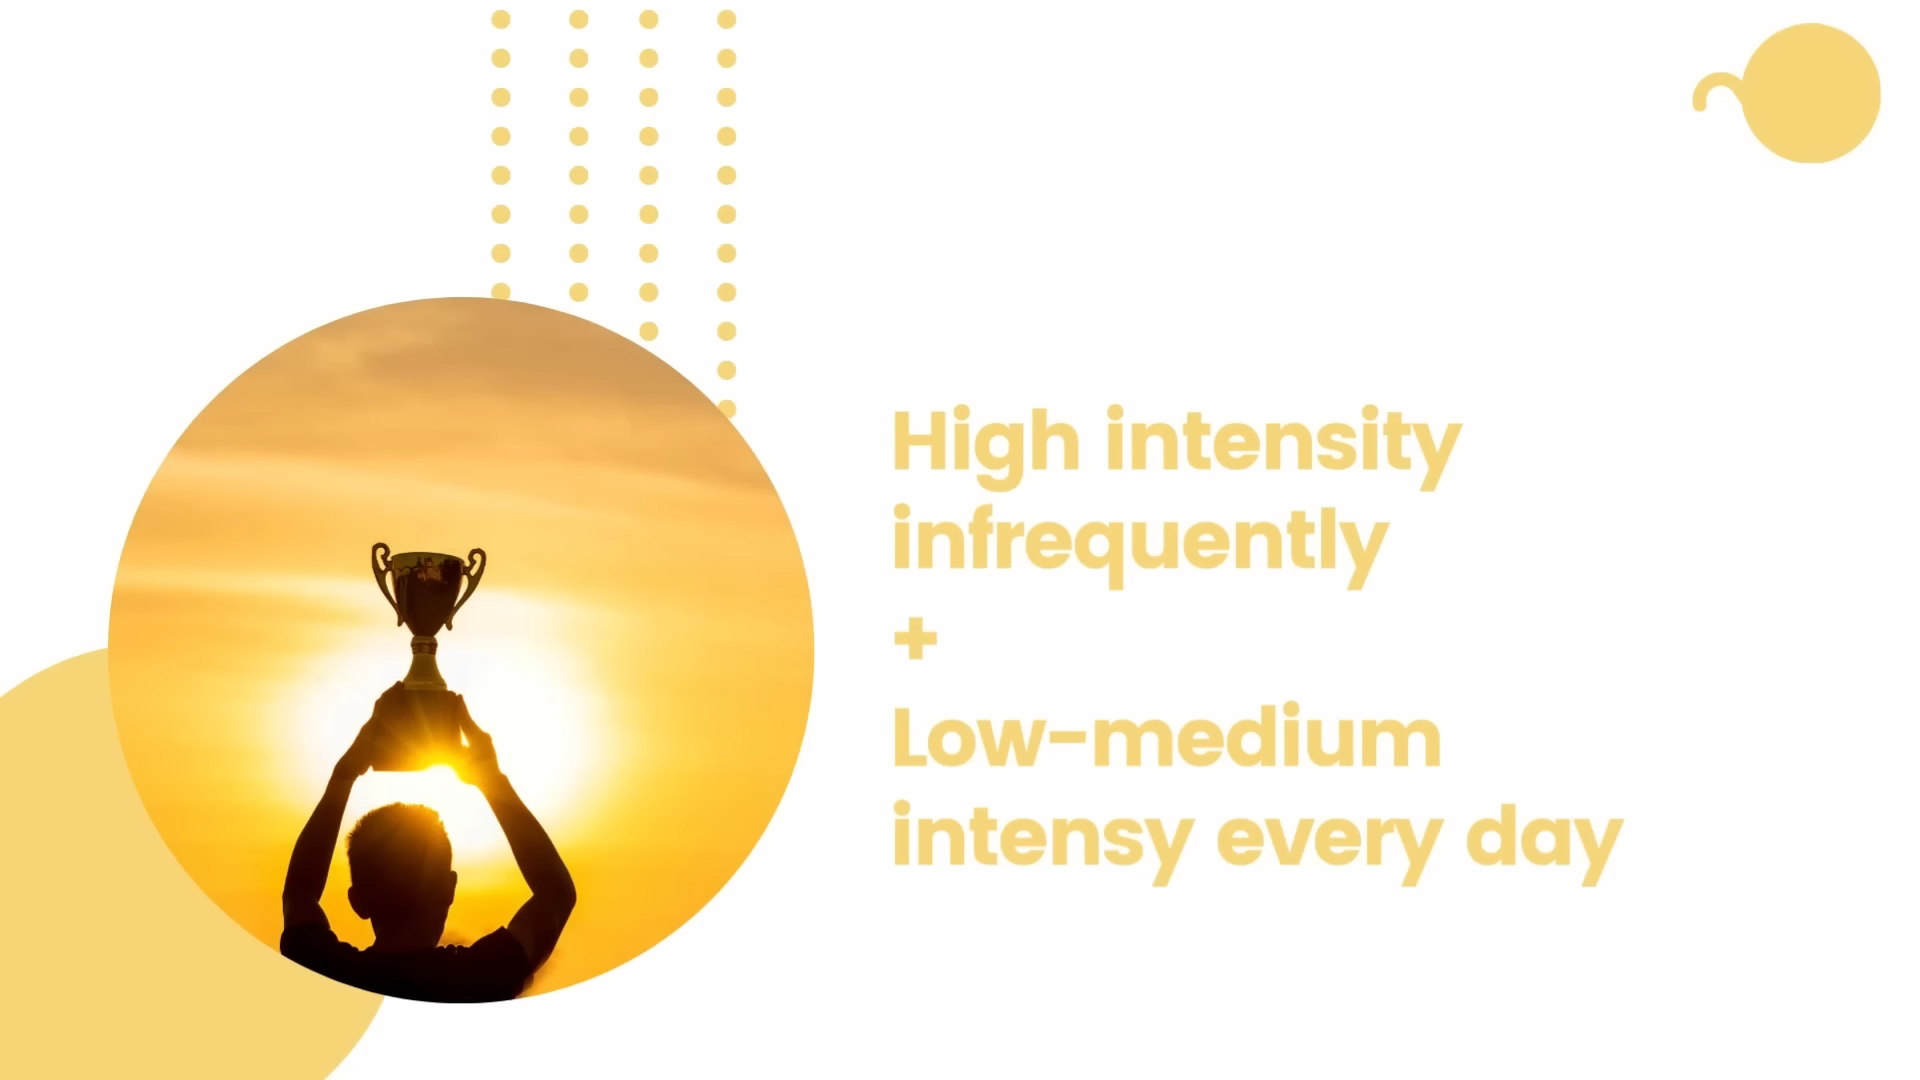 High intensity
infrequently
+
Low-medium
intensy every day